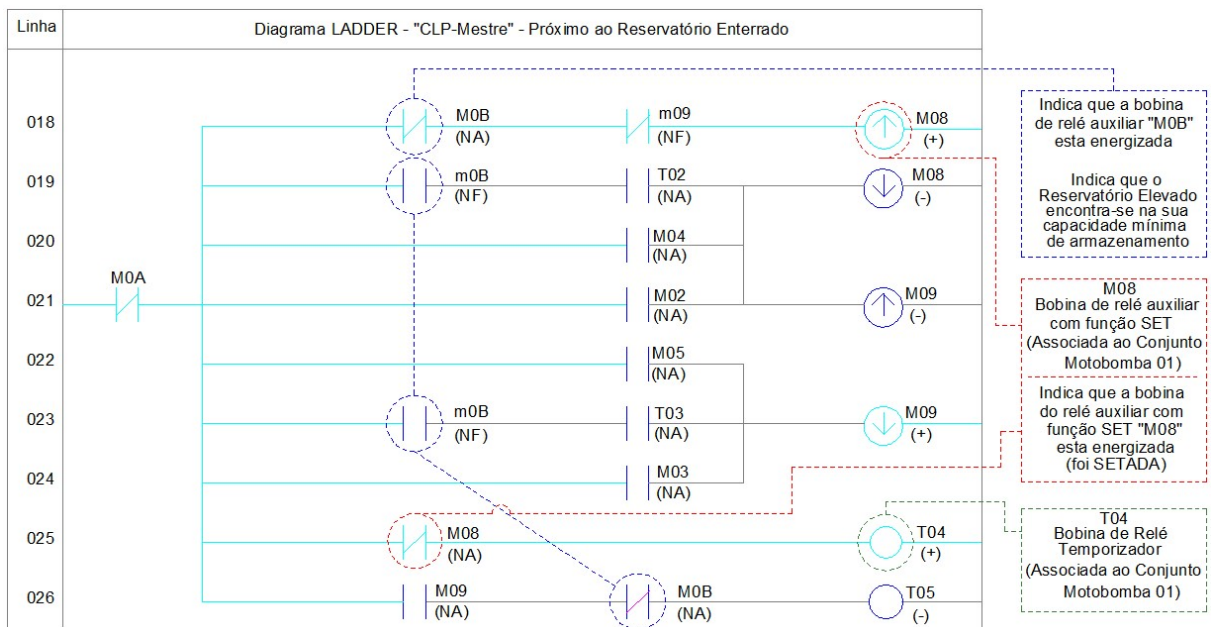 Linha
Diagrama LADDER - "CLP-Mestre" - Próximo ao Reservatório Enterrado
018
M0B
(NA)
m09
(NF)
M08
(+)
019
m0B
(NF)
T02
(NA)
M08
(-)
020
M04
(NA)
M0A
021
M02
(NA)
M09
(-)
022
M05
(NA)
023
m0B
(NF)
T03
(NA)
M09
(+)
024
M03
(NA)
025
M08
(NA)
T04
(+)
026
M09
(NA)
M0B
(NA)
T05
(-)
Indica que a bobina
de relé auxiliar "M0B"
esta energizada
Indica que o
Reservatório Elevado
encontra-se na sua
capacidade mínima
de armazenamento
M08
Bobina de relé auxiliar
com função SET
(Associada ao Conjunto
Motobomba 01)
Indica que a bobina
do relé auxiliar com
função SET "M08"
esta energizada
(foi SETADA)
T04
Bobina de Relé
Temporizador
(Associada ao Conjunto
Motobomba 01)